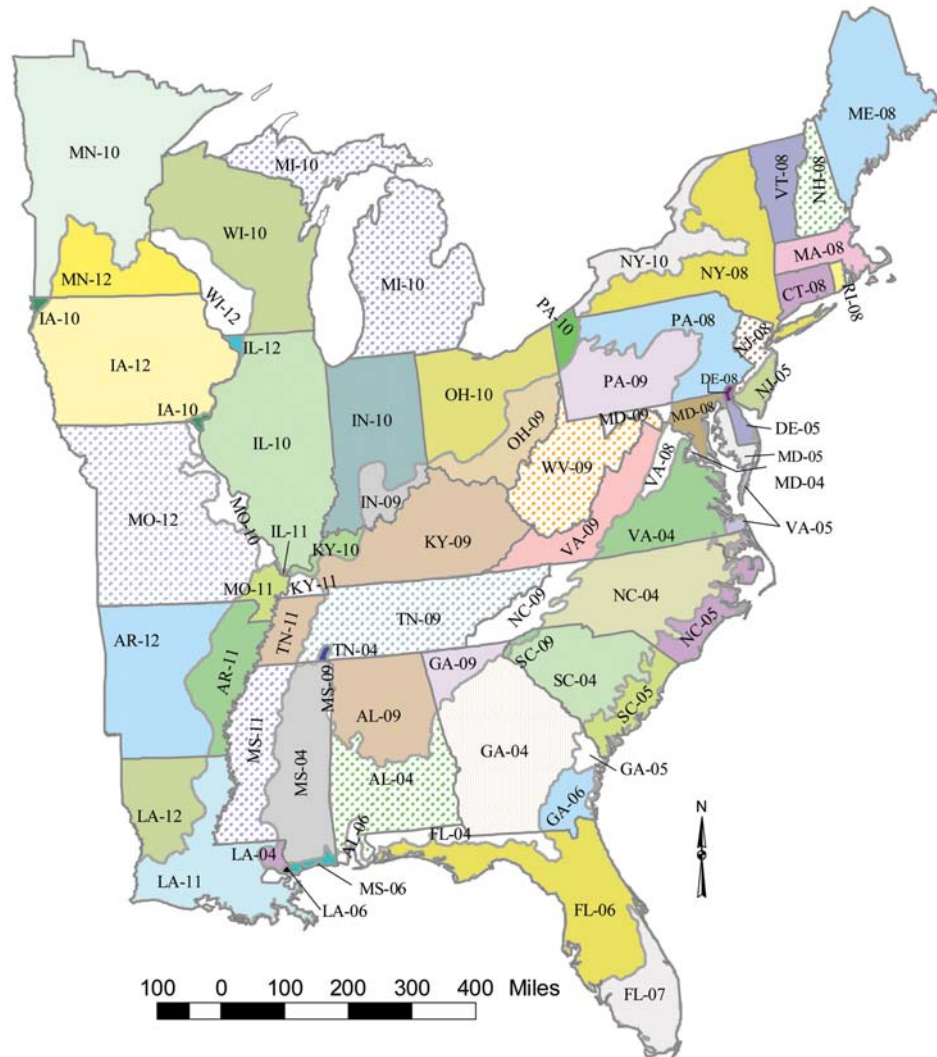 ME-08
MN-10
MI-10
VT-08
NH-08
WI-10
MA-08
NY-10
NY-08
MN-12
WI-12
MI-10
CT-08
RI-08
IA-10
PA-10
PA-08
NJ-08
IL-12
IA-12
DE-08
NJ-05
PA-09
OH-10
IA-10
IN-10
OH-09
MD-09
MD-08
DE-05
IL-10
VA-08
MD-05
WV-09
MD-04
IN-09
MO-12
MO-10
VA-05
IL-11
KY-10
KY-09
VA-09
VA-04
MO-11
KY-11
NC-09
NC-04
TN-11
TN-09
NC-05
AR-12
TN-04
SC-09
GA-09
AR-11
MS-09
SC-04
SC-05
AL-09
MS-11
GA-04
GA-05
MS-04
AL-04
GA-06
LA-12
N
AL-06
FL-04
LA-04
LA-11
MS-06
LA-06
FL-06
100 0 100 200 300 400 Miles
FL-07